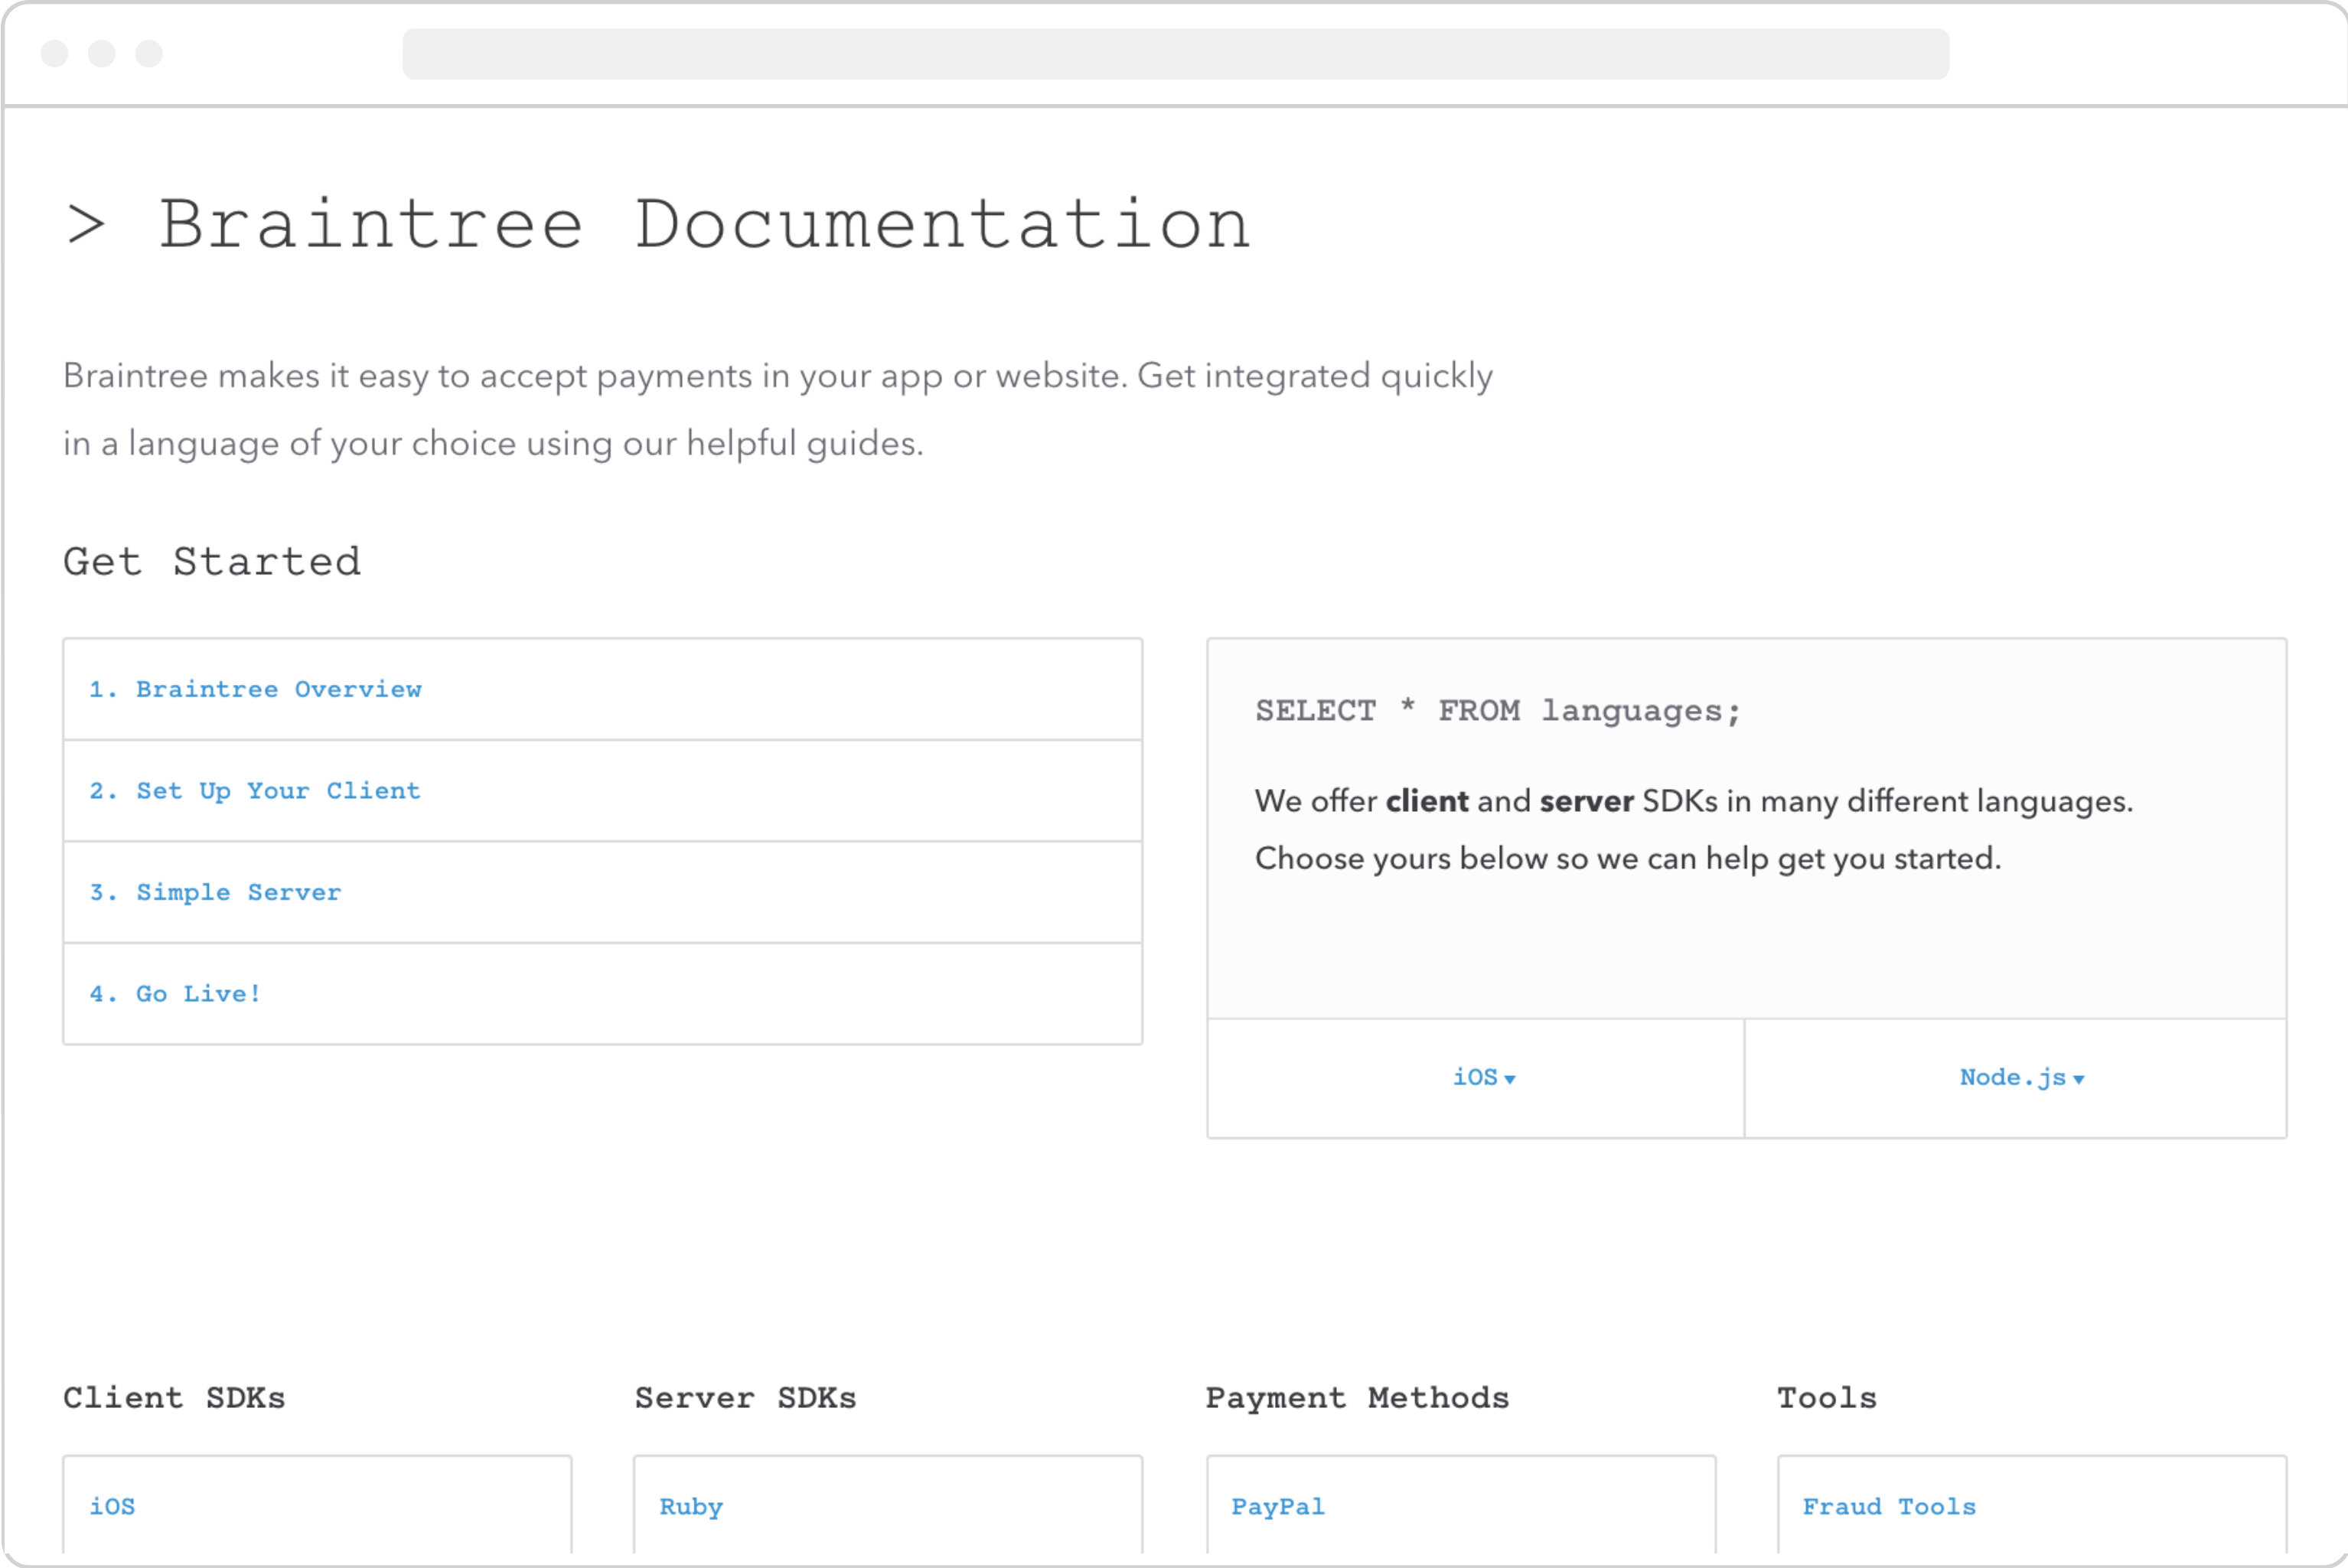 > Braintree Documentation
Braintree makes it easy to accept payments in your app or website. Get integrated quickly
in a language of your choice using our helpful guides.
Get Started
1. Braintree Overview
2. Set Up Your Client
3. Simple Server
4. Go Live!
SELECT * FROM languages;
We offer client and server SDKs in many different languages.
Choose yours below so we can help get you started.
iOS▼
Node.js▼
Client SDKs
iOS
Server SDKs
Ruby
Payment Methods
PayPal
Tools
Fraud Tools